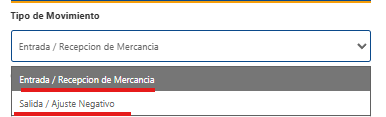 Tipo de Movimiento
Entrada / Recepcion de Mercancia
Entrada / Recepcion de Mercancia
Salida / Ajuste Negativo